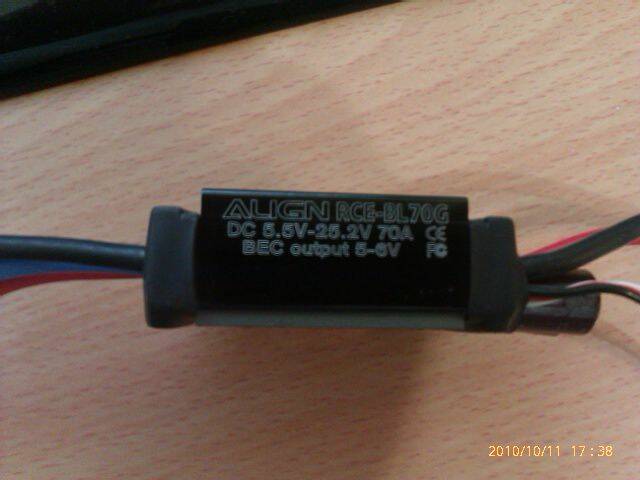 ALIGN RCE-BL70G
DC 5.5V-25.2V 70A CE
BEC output 5-6V FC
2010/10/11 17:38